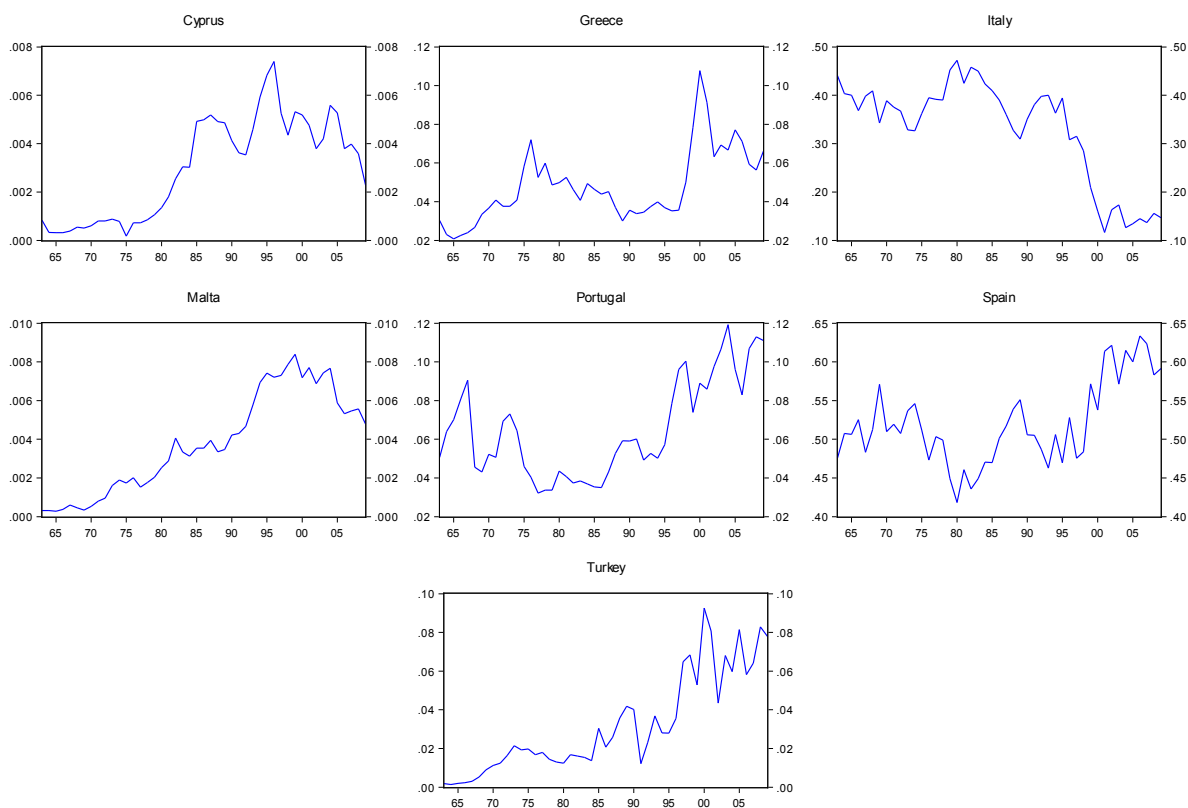 Cyprus
.008 .008
.006 .006
.004 .004
.002 .002
.000 .000
65 70 75 80 85 90 95 00 05
Greece
.12 .12
.10 .10
.08 .08
.06 .06
.04 .04
.02 .02
65 70 75 80 85 90 95 00 05
Italy
.50 .50
.40 .40
.30 .30
.20 .20
.10 .10
65 70 75 80 85 90 95 00 05
Malta
.010 .010
.008 .008
.006 .006
.004 .004
.002 .002
.000 .000
65 70 75 80 85 90 95 00 05
Portugal
.12 .12
.10 .10
.08 .08
.06 .06
.04 .04
.02 .02
65 70 75 80 85 90 95 00 05
Spain
.65 .65
.60 .60
.55 .55
.50 .50
.45 .45
.40 .40
65 70 75 80 85 90 95 00 05
Turkey
.10 .10
.08 .08
.06 .06
.04 .04
.02 .02
.00 .00
65 70 75 80 85 90 95 00 05